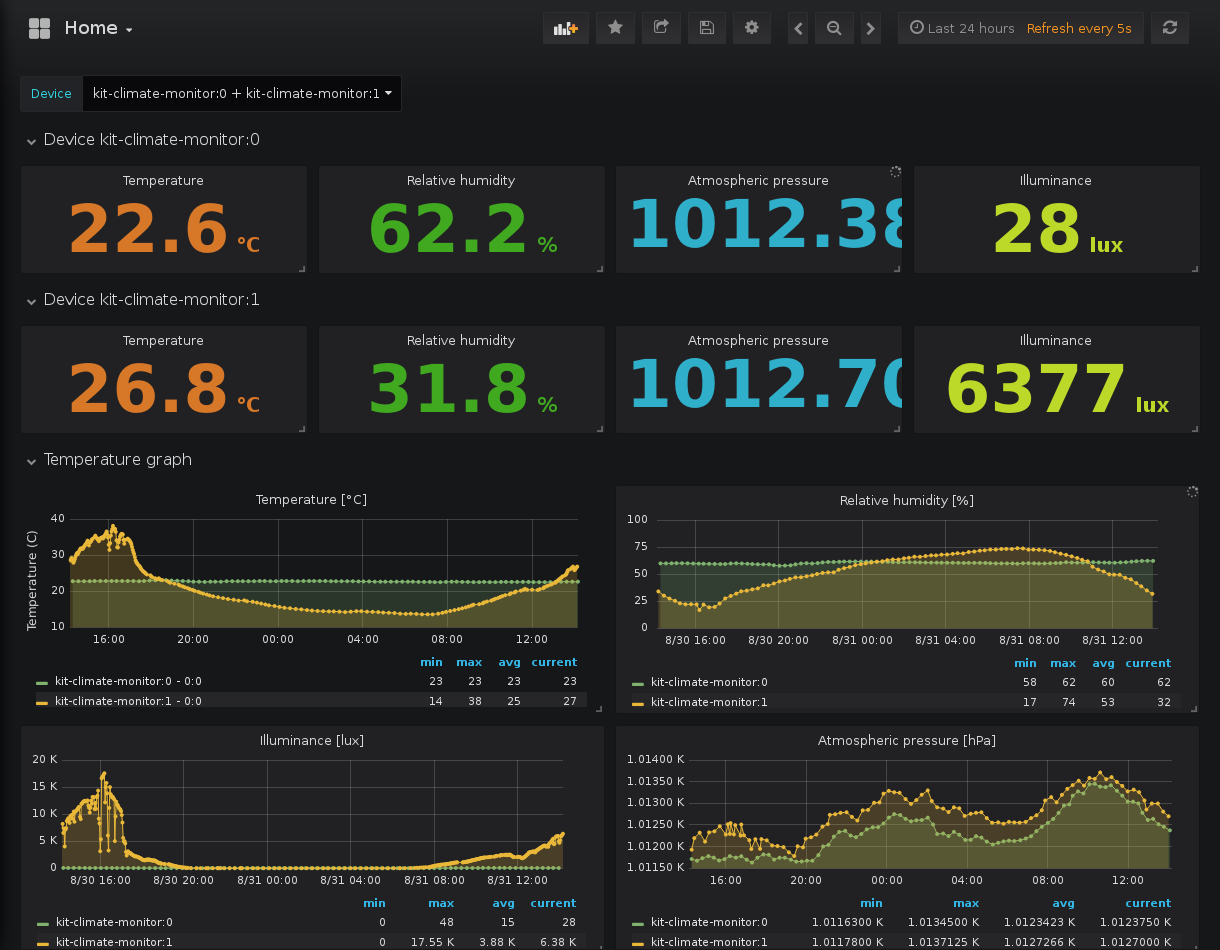 Home
Last 24 hours Refresh every 5s
Device kit-climate-monitor:0 + kit-climate-monitor:1
Device kit-climate-monitor:0
Temperature Relative humidity Atmospheric pressure Illuminance
22.6 °C 62.2 % 1012.38 28 lux
Device kit-climate-monitor:1
Temperature Relative humidity Atmospheric pressure Illuminance
26.8 °C 31.8 % 1012.70 6377 lux
Temperature graph
Temperature [°C]
Temperature (C)
40
30
20
10
16:00 20:00 00:00 04:00 08:00 12:00
min max avg current
kit-climate-monitor:0 - 0:0 23 23 23 23
kit-climate-monitor:1 - 0:0 14 38 25 27
Relative humidity [%]
100
75
50
25
0
8/30 16:00 8/30 20:00 8/31 00:00 8/31 04:00 8/31 08:00 8/31 12:00
min max avg current
kit-climate-monitor:0 58 62 60 62
kit-climate-monitor:1 17 74 53 32
Illuminance [lux]
20 K
15 K
10 K
5 K
0
8/30 16:00 8/30 20:00 8/31 00:00 8/31 04:00 8/31 08:00 8/31 12:00
min max avg current
kit-climate-monitor:0 0 48 15 28
kit-climate-monitor:1 0 17.55 K 3.88 K 6.38 K
Atmospheric pressure [hPa]
1.01400 K
1.01350 K
1.01300 K
1.01250 K
1.01200 K
1.01150 K
16:00 20:00 00:00 04:00 08:00 12:00
min max avg current
kit-climate-monitor:0 1.0116300 K 1.0134500 K 1.0123423 K 1.0123750 K
kit-climate-monitor:1 1.0117800 K 1.0137125 K 1.0127266 K 1.0127000 K